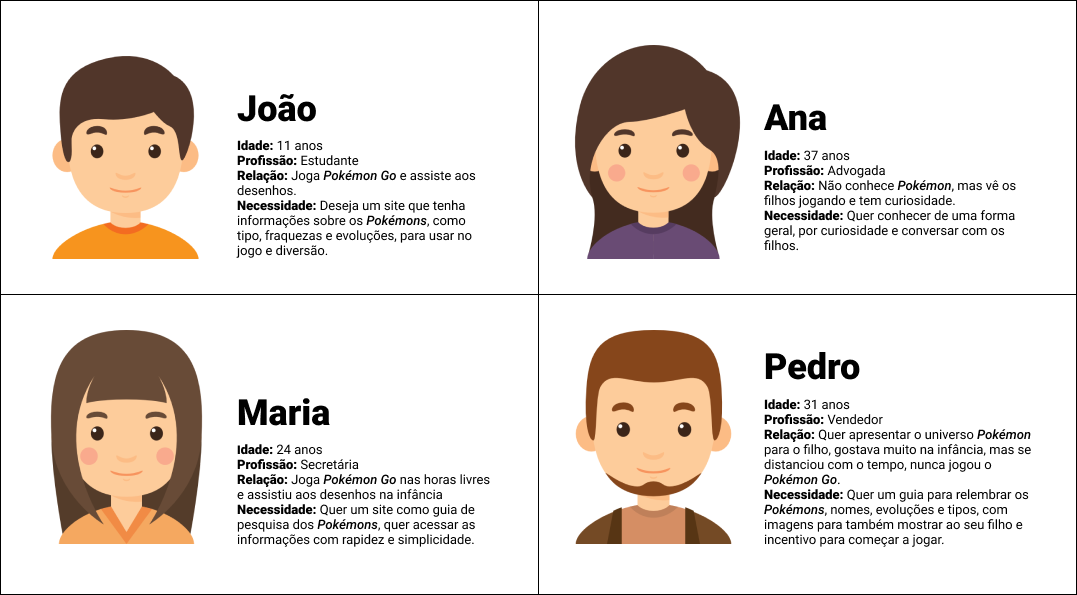 João
Idade: 11 anos
Profissão: Estudante
Relação: Joga Pokémon Go e assiste aos
desenhos.
Necessidade: Deseja um site que tenha
informações sobre os Pokémons, como
tipo, fraquezas e evoluções, para usar no
jogo e diversão.
Ana
Idade: 37 anos
Profissão: Advogada
Relação: Não conhece Pokémon, mas vê os
filhos jogando e tem curiosidade.
Necessidade: Quer conhecer de uma forma
geral, por curiosidade e conversar com os
filhos.
Maria
Idade: 24 anos
Profissão: Secretária
Relação: Joga Pokémon Go nas horas livres
e assistiu aos desenhos na infância
Necessidade: Quer um site como guia de
pesquisa dos Pokémons, quer acessar as
informações com rapidez e simplicidade.
Pedro
Idade: 31 anos
Profissão: Vendedor
Relação: Quer apresentar o universo Pokémon
para o filho, gostava muito na infância, mas se
distanciou com o tempo, nunca jogou o
Pokémon Go.
Necessidade: Quer um guia para relembrar os
Pokémons, nomes, evoluções e tipos, com
imagens para também mostrar ao seu filho e
incentivo para começar a jogar.